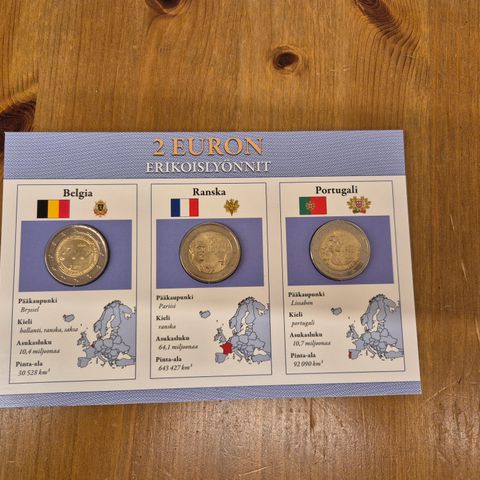 2 EURON
ERIKOISLYÖNNIT
Belgia
Pääkaupunki
Bryssel
Kieli
hollanti, ranska, saksa
Asukasluku
10,4 miljoonaa
Pinta-ala
30 528 km²
Ranska
Pääkaupunki
Pariisi
Kieli
ranska
Asukasluku
64,1 miljoonaa
Pinta-ala
643 427 km²
Portugali
Pääkaupunki
Lissabon
Kieli
portugali
Asukasluku
10,7 miljoonaa
Pinta-ala
92 090 km²